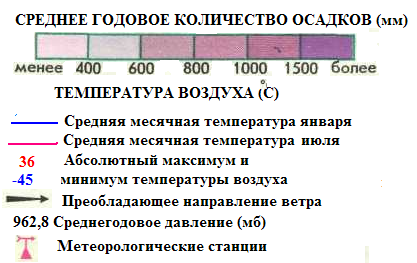 СРЕДНЕЕ ГОДОВОЕ КОЛИЧЕСТВО ОСАДКОВ (мм)
менее 400 600 800 1000 1500 более
ТЕМПЕРАТУРА ВОЗДУХА (°C)
Средняя месячная температура января
Средняя месячная температура июля
36 Абсолютный максимум и
-45 минимум температуры воздуха
Преобладающее направление ветра
962,8 Среднегодовое давление (мб)
Метеорологические станции